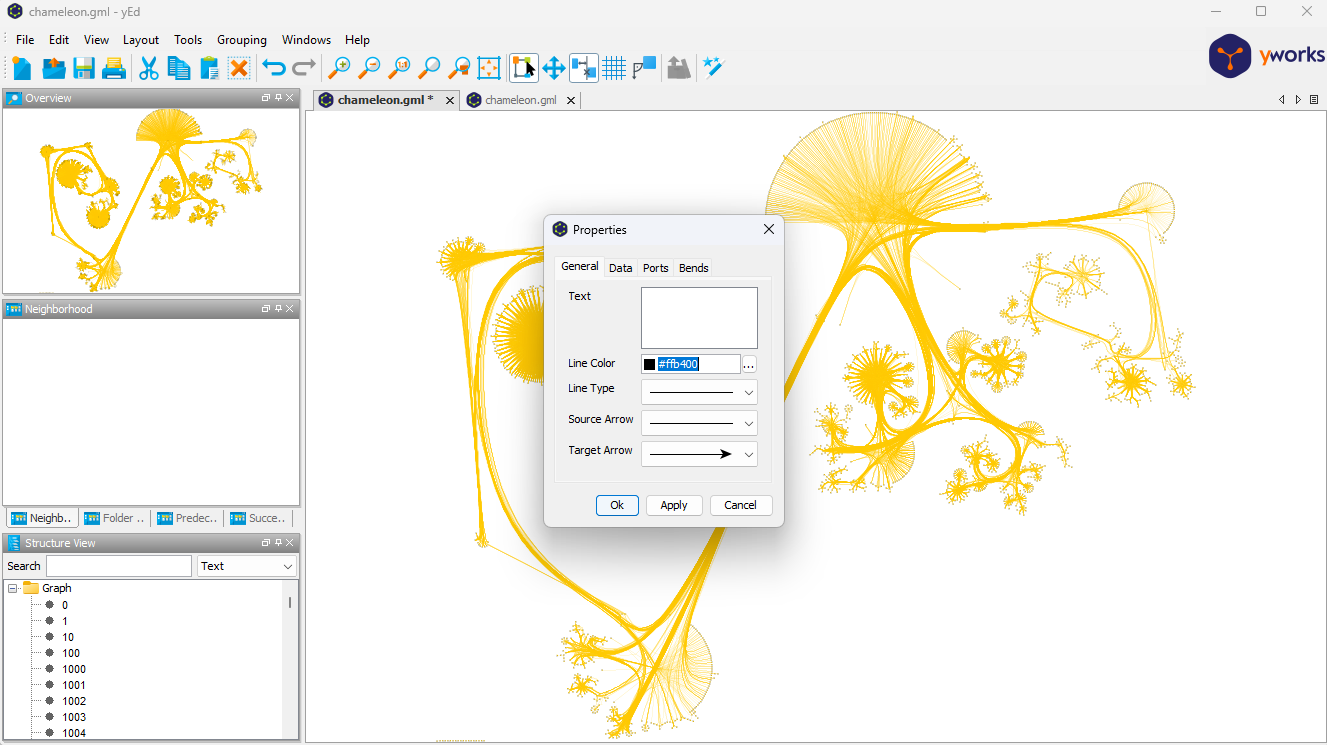 chameleon.gml - yEd
File Edit View Layout Tools Grouping Windows Help
1:1
yworks
Overview
chameleon.gml *
chameleon.gml
Properties
General Data Ports Bends
Text
Line Color #ffb400
Line Type
Source Arrow
Target Arrow
Ok Apply Cancel
Neighborhood
Neighb.. Folder .. Predec.. Succe..
Structure View
Search Text
Graph
0
1
10
100
1000
1001
1002
1003
1004